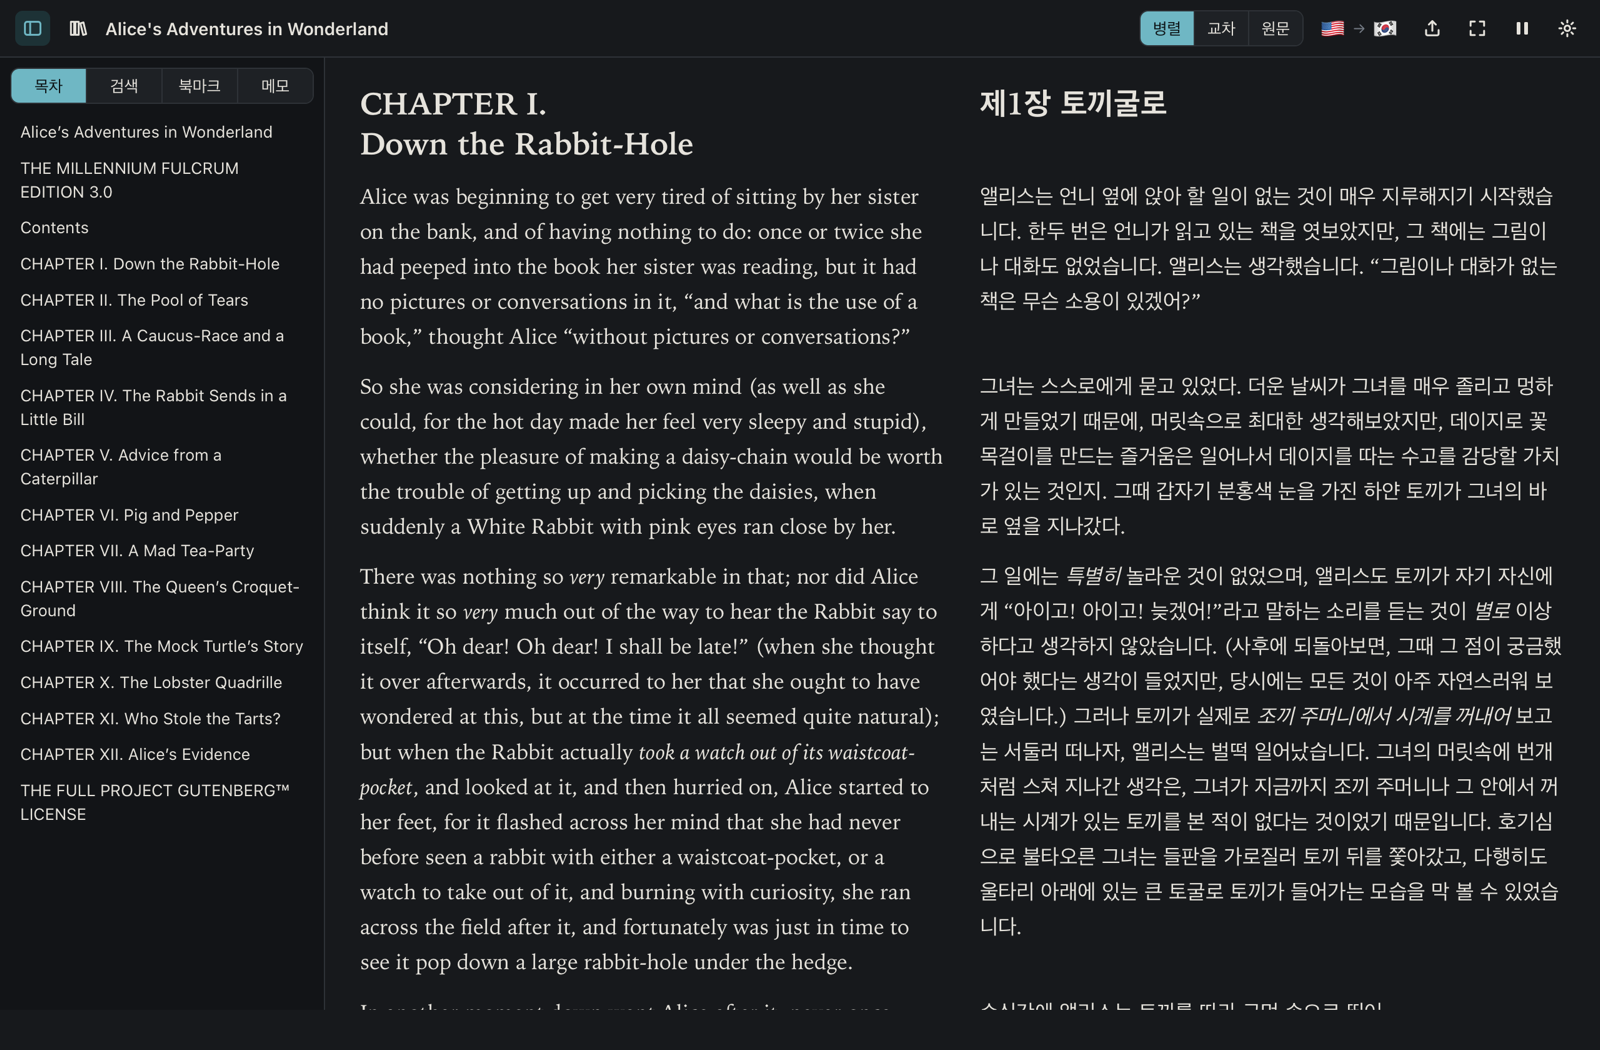 Alice's Adventures in Wonderland
병렬
교차
원문
목차
검색
북마크
메모
Alice’s Adventures in Wonderland
THE MILLENNIUM FULCRUM
EDITION 3.0
Contents
CHAPTER I. Down the Rabbit-Hole
CHAPTER II. The Pool of Tears
CHAPTER III. A Caucus-Race and a
Long Tale
CHAPTER IV. The Rabbit Sends in a
Little Bill
CHAPTER V. Advice from a
Caterpillar
CHAPTER VI. Pig and Pepper
CHAPTER VII. A Mad Tea-Party
CHAPTER VIII. The Queen’s Croquet-
Ground
CHAPTER IX. The Mock Turtle’s Story
CHAPTER X. The Lobster Quadrille
CHAPTER XI. Who Stole the Tarts?
CHAPTER XII. Alice’s Evidence
THE FULL PROJECT GUTENBERG™
LICENSE
CHAPTER I.
Down the Rabbit-Hole
Alice was beginning to get very tired of sitting by her sister
on the bank, and of having nothing to do: once or twice she
had peeped into the book her sister was reading, but it had
no pictures or conversations in it, “and what is the use of a
book,” thought Alice “without pictures or conversations?”
So she was considering in her own mind (as well as she
could, for the hot day made her feel very sleepy and stupid),
whether the pleasure of making a daisy-chain would be worth
the trouble of getting up and picking the daisies, when
suddenly a White Rabbit with pink eyes ran close by her.
There was nothing so very remarkable in that; nor did Alice
think it so very much out of the way to hear the Rabbit say to
itself, “Oh dear! Oh dear! I shall be late!” (when she thought
it over afterwards, it occurred to her that she ought to have
wondered at this, but at the time it all seemed quite natural);
but when the Rabbit actually took a watch out of its waistcoat-
pocket, and looked at it, and then hurried on, Alice started to
her feet, for it flashed across her mind that she had never
before seen a rabbit with either a waistcoat-pocket, or a
watch to take out of it, and burning with curiosity, she ran
across the field after it, and fortunately was just in time to
see it pop down a large rabbit-hole under the hedge.
In another moment down went Alice after it, never once
제1장 토끼굴로
앨리스는 언니 옆에 앉아 할 일이 없는 것이 매우 지루해지기 시작했습
니다. 한두 번은 언니가 읽고 있는 책을 엿보았지만, 그 책에는 그림이
나 대화도 없었습니다. 앨리스는 생각했습니다. “그림이나 대화가 없는
책은 무슨 소용이 있겠어?”
그녀는 스스로에게 묻고 있었다. 더운 날씨가 그녀를 매우 졸리고 멍하
게 만들었기 때문에, 머릿속으로 최대한 생각해보았지만, 데이지로 꽃
목걸이를 만드는 즐거움은 일어나서 데이지를 따는 수고를 감당할 가치
가 있는 것인지. 그때 갑자기 분홍색 눈을 가진 하얀 토끼가 그녀의 바
로 옆을 지나갔다.
그 일에는 특별히 놀라운 것이 없었으며, 앨리스도 토끼가 자기 자신에
게 “아이고! 아이고! 늦겠어!”라고 말하는 소리를 듣는 것이 별로 이상
하다고 생각하지 않았습니다. (사후에 되돌아보면, 그때 그 점이 궁금했
어야 했다는 생각이 들었지만, 당시에는 모든 것이 아주 자연스러워 보
였습니다.) 그러나 토끼가 실제로 조끼 주머니에서 시계를 꺼내어 보고
는 서둘러 떠나자, 앨리스는 벌떡 일어났습니다. 그녀의 머릿속에 번개
처럼 스쳐 지나간 생각은, 그녀가 지금까지 조끼 주머니나 그 안에서 꺼
내는 시계가 있는 토끼를 본 적이 없다는 것이었기 때문입니다. 호기심
으로 불타오른 그녀는 들판을 가로질러 토끼 뒤를 쫓아갔고, 다행히도
울타리 아래에 있는 큰 토굴로 토끼가 들어가는 모습을 막 볼 수 있었습
니다.